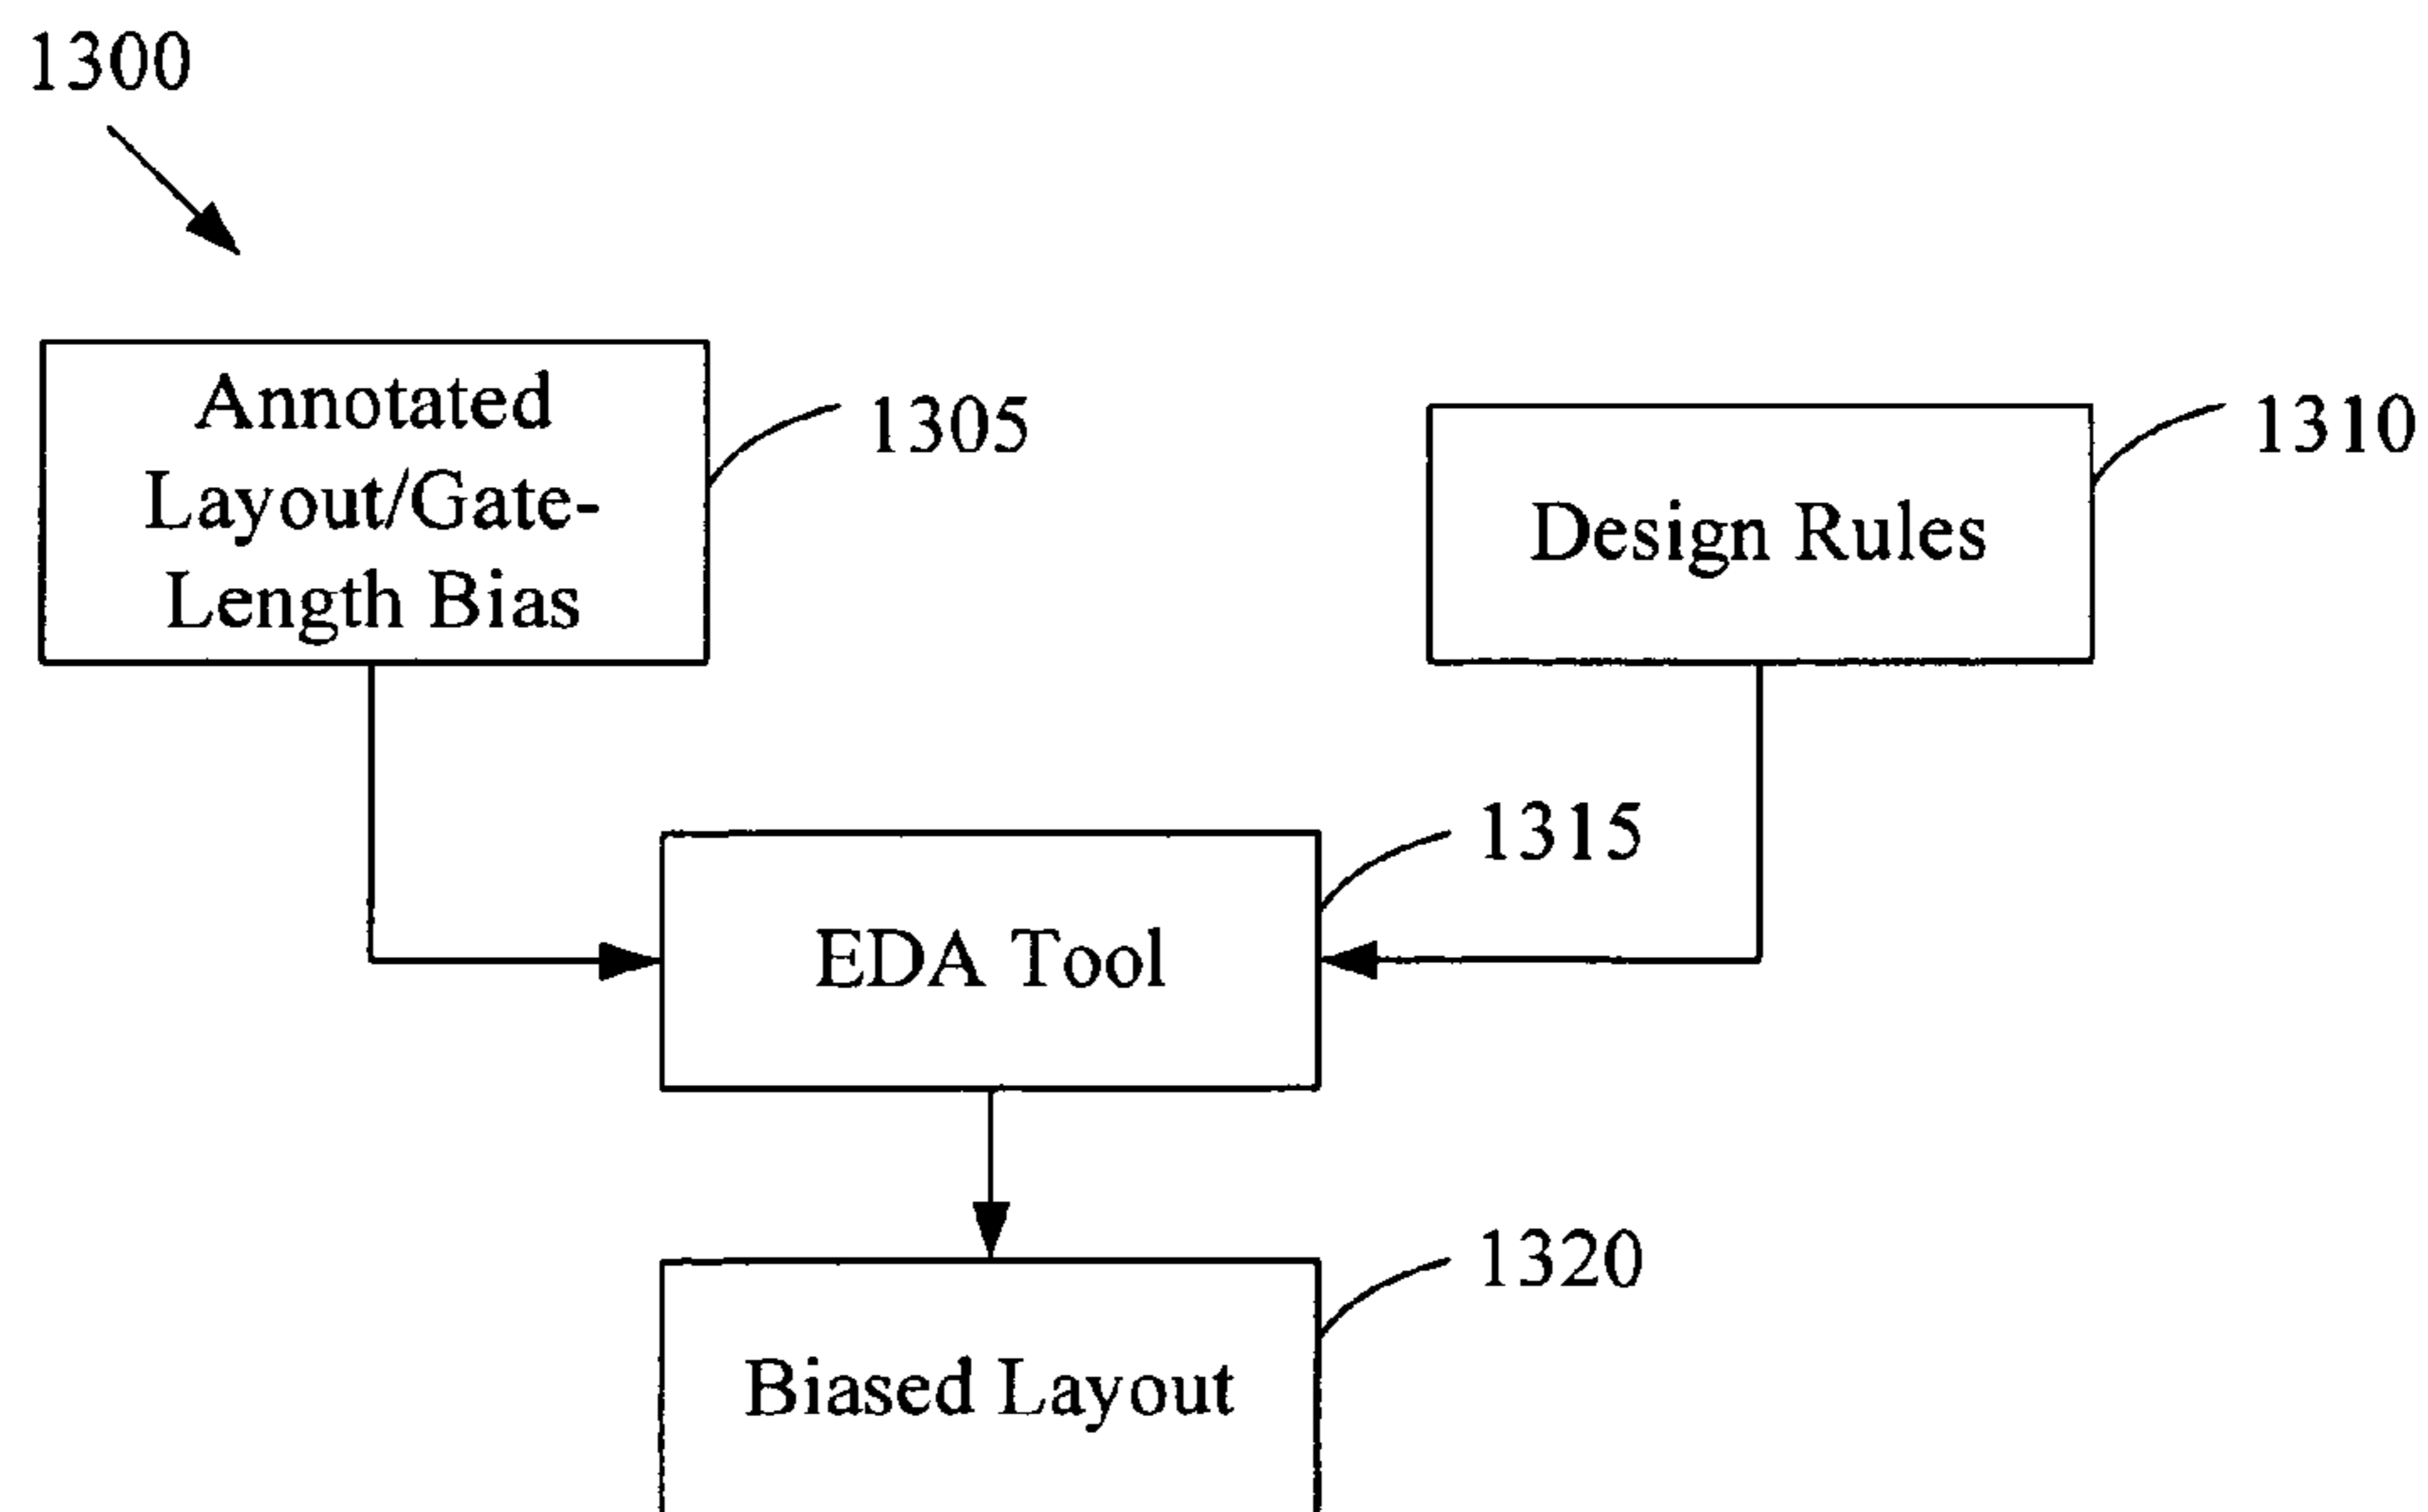 1300
Annotated
Layout/Gate-
Length Bias
1305
Design Rules
1310
EDA Tool
1315
Biased Layout
1320